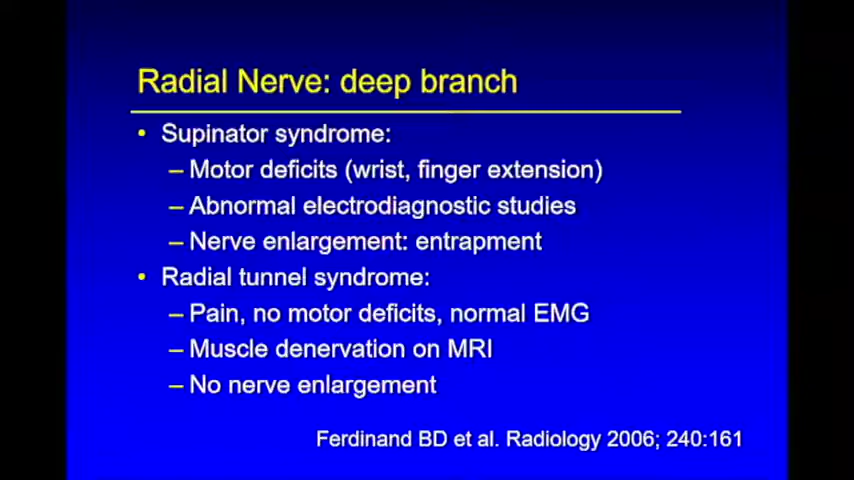 Radial Nerve: deep branch
• Supinator syndrome:
– Motor deficits (wrist, finger extension)
– Abnormal electrodiagnostic studies
– Nerve enlargement: entrapment
• Radial tunnel syndrome:
– Pain, no motor deficits, normal EMG
– Muscle denervation on MRI
– No nerve enlargement
Ferdinand BD et al. Radiology 2006; 240:161